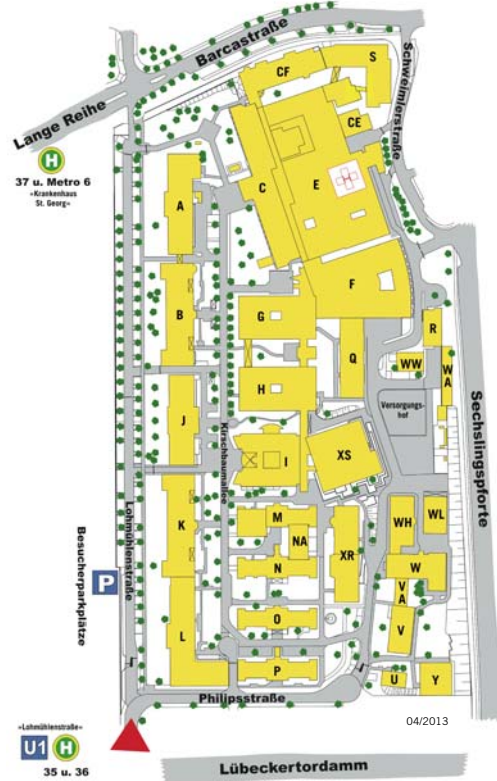 Barcastraße
Lange Reihe
Schweimlerstraße
CF
S
CE
H
37 u. Metro 6
»Krankenhaus
St. Georg«
A
C
E
F
B
G
R
Q
WW
WA
H
Versorgungs-
hof
J
Kirschbaumallee
Sechslingspforte
I
XS
Lohmühlenstraße
K
M
NA
XR
WH
WL
Besucherparkplätze
P
N
W
VA
O
V
L
P
U
Y
Philipsstraße
04/2013
»Lohmühlenstraße«
U1 H
35 u. 36
Lübeckertordamm